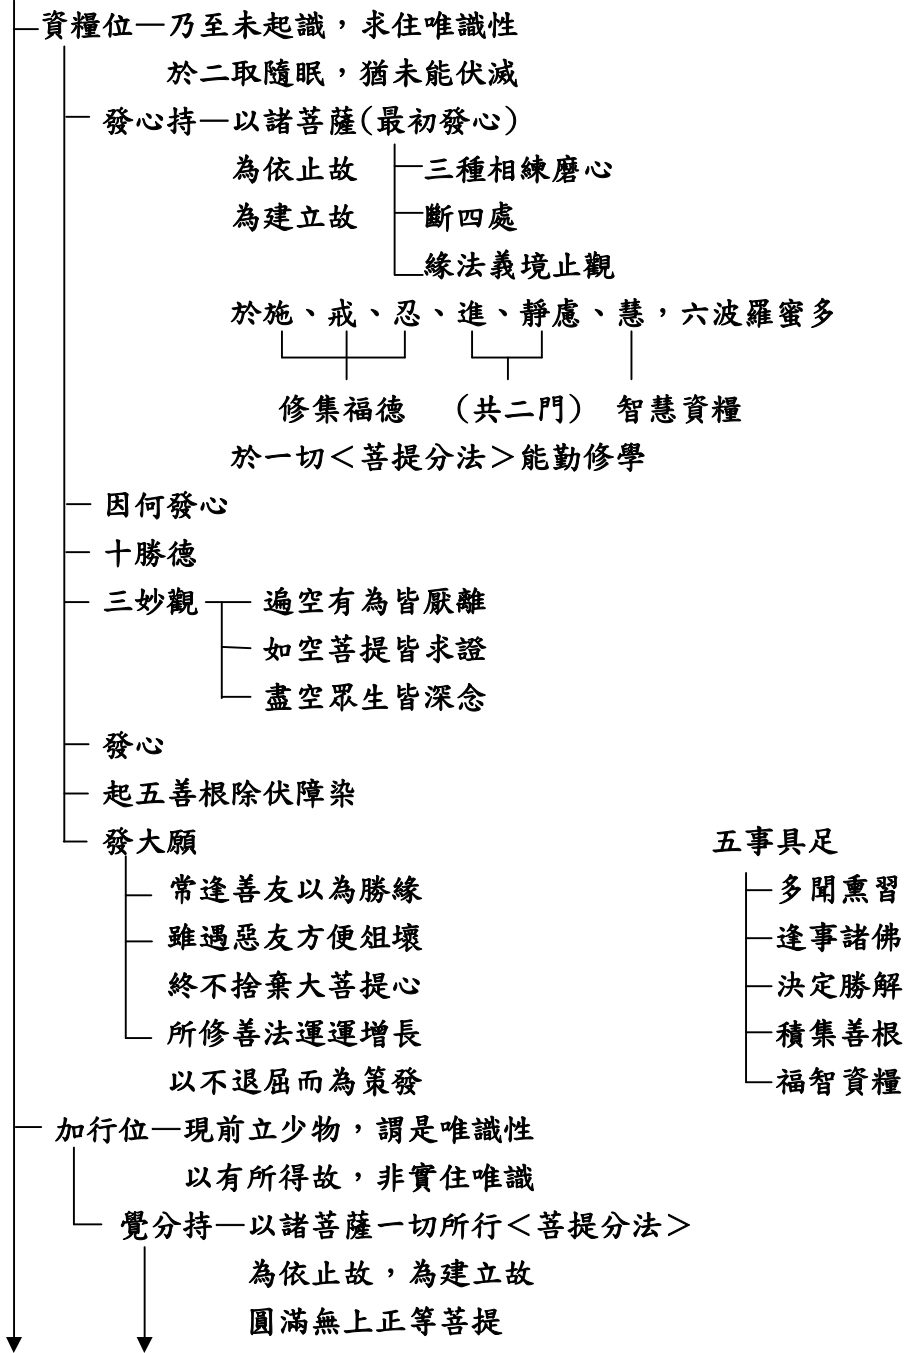 資糧位—乃至未起識，求住唯識性
於二取隨眠，猶未能伏滅
發心持—以諸菩薩(最初發心)
為依止故 三種相練磨心
為建立故 斷四處
緣法義境止觀
於施、戒、忍、進、靜慮、慧，六波羅蜜多
修集福德 (共二門) 智慧資糧
於一切＜菩提分法＞能勤修學
因何發心
十勝德
三妙觀 遍空有為皆厭離
如空菩提皆求證
盡空眾生皆深念
發心
起五善根除伏障染
發大願
常逢善友以為勝緣
雖遇惡友方便俎壞
終不捨棄大菩提心
所修善法運運增長
以不退屈而為策發
五事具足
多聞熏習
逢事諸佛
決定勝解
積集善根
福智資糧
加行位—現前立少物，謂是唯識性
以有所得故，非實住唯識
覺分持—以諸菩薩一切所行＜菩提分法＞
為依止故，為建立故
圓滿無上正等菩提